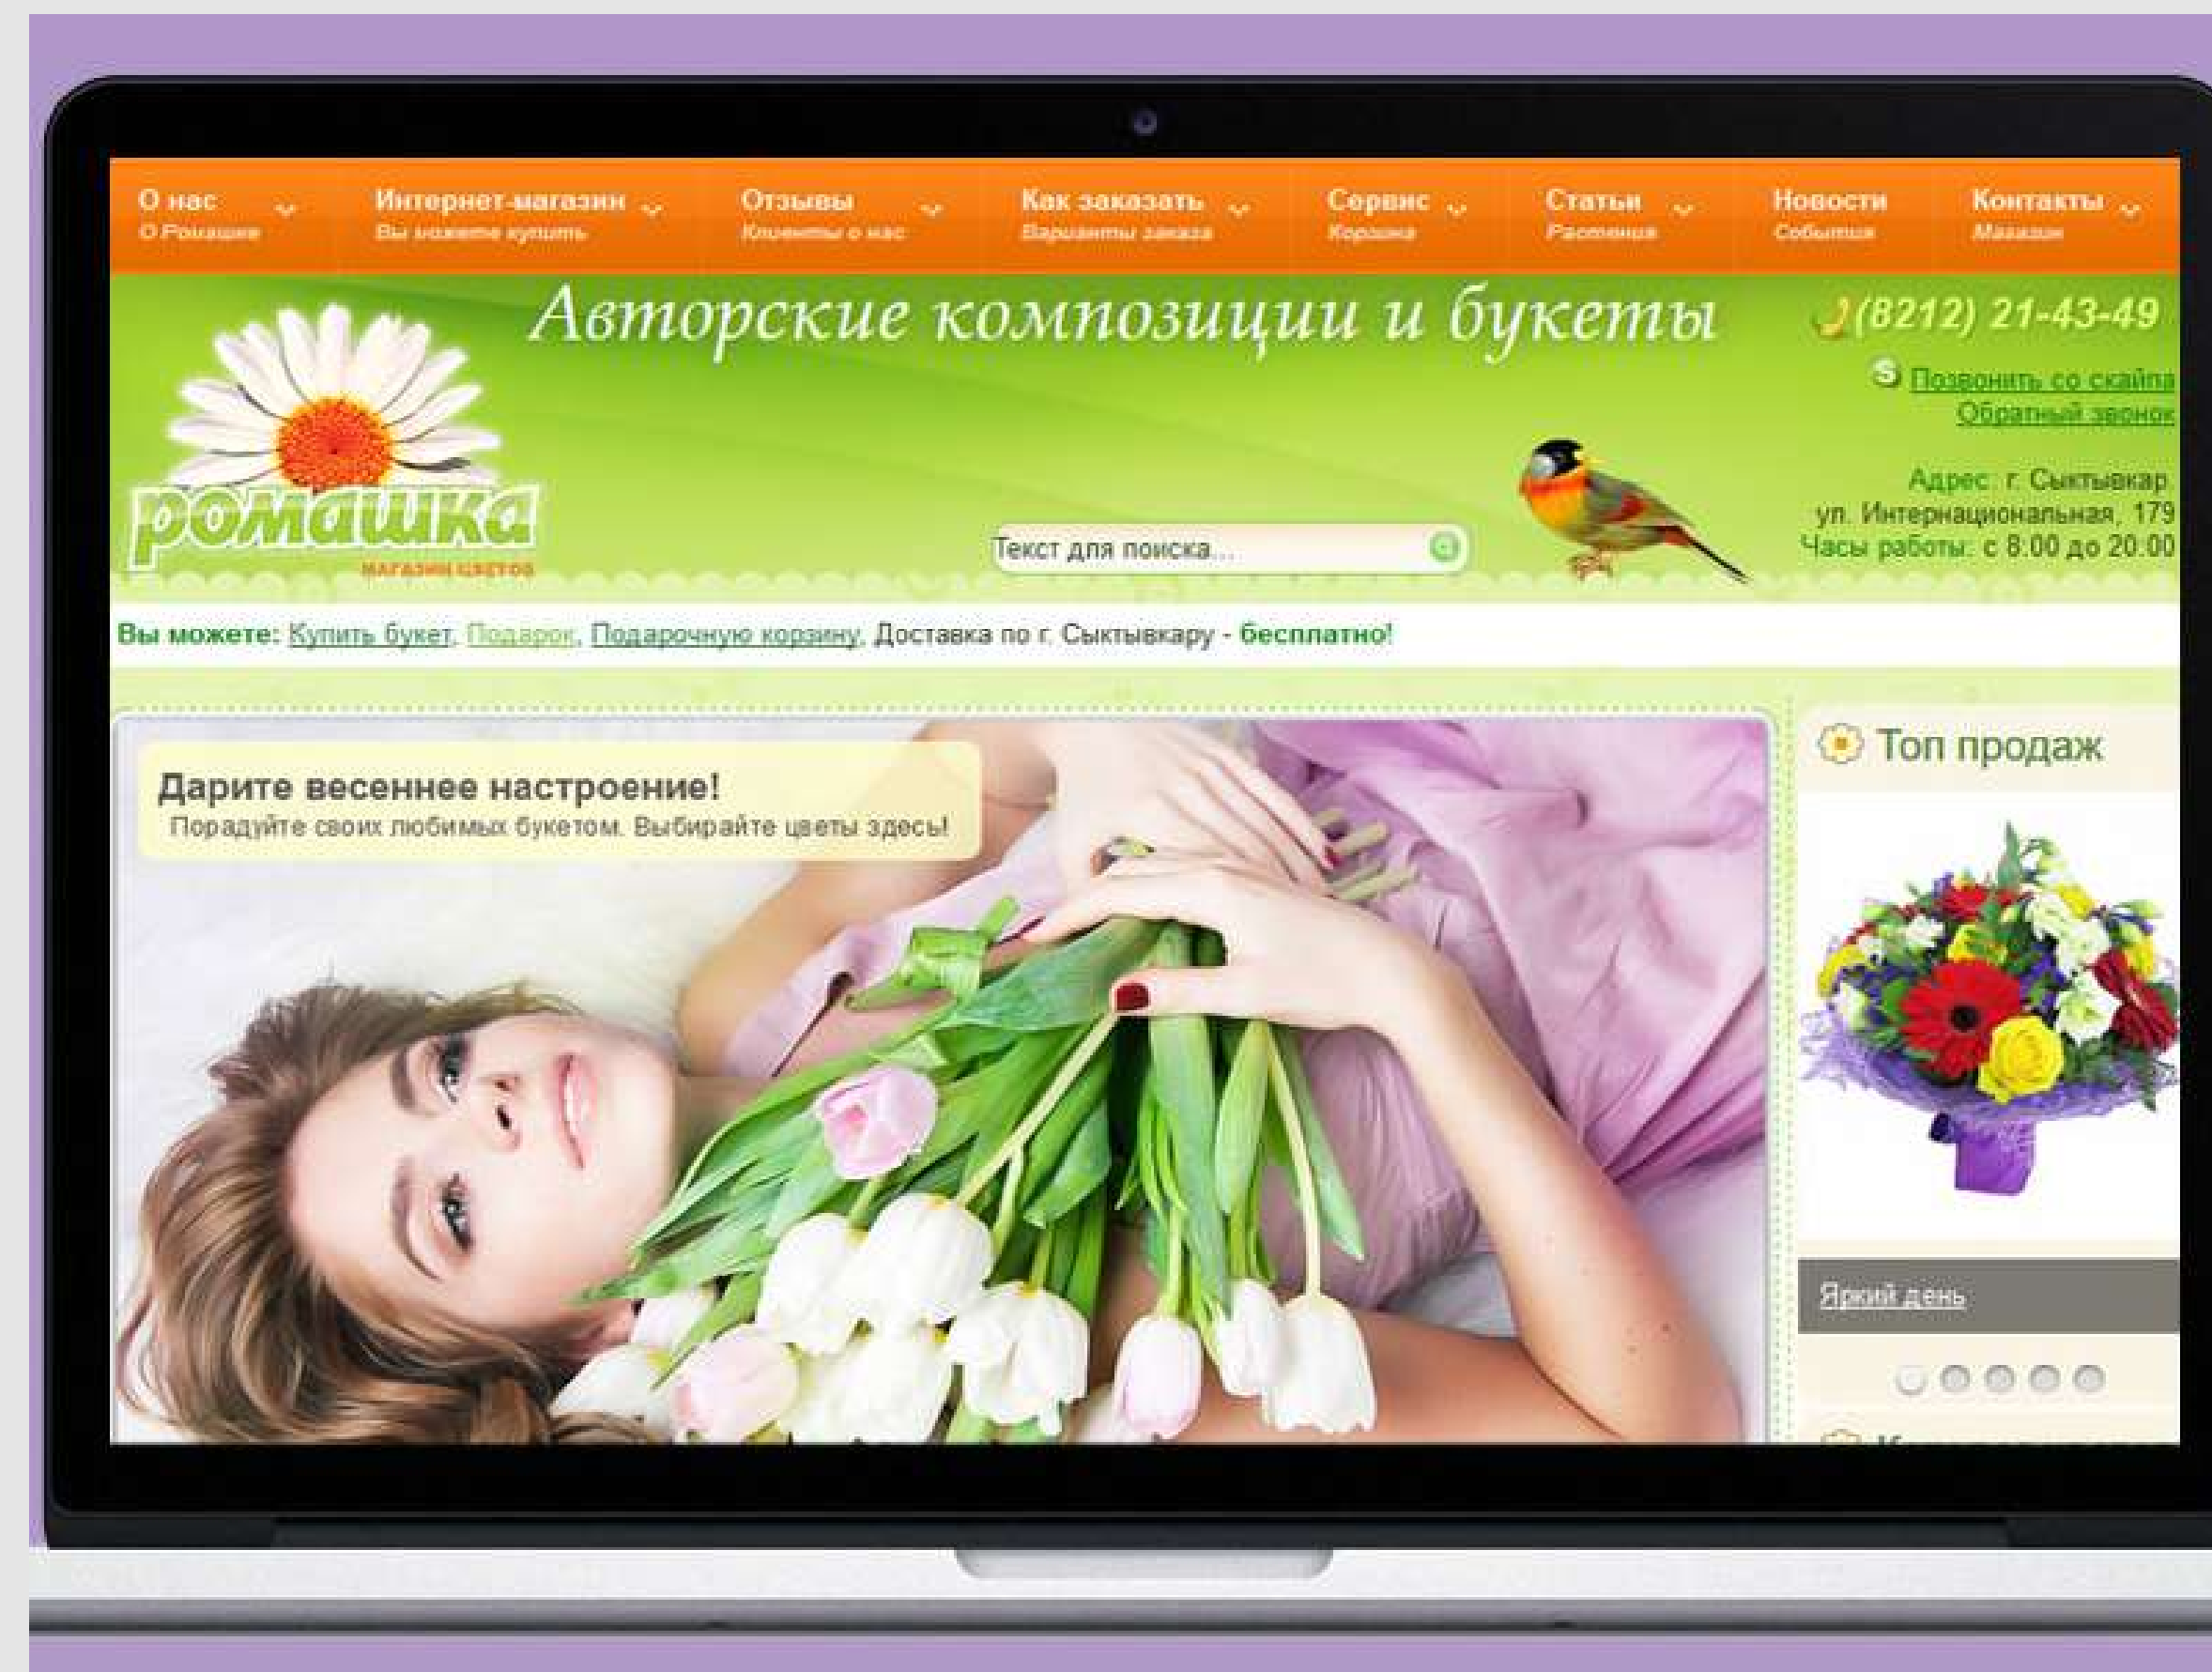 О нас
О Ромашке
Интернет-магазин
Вы можете купить
Отзывы
Клиенты о нас
Как заказать
Варианты заказа
Сервис
Корзина
Статьи
Растения
Новости
События
Контакты
Магазин
Авторские композиции и букеты
(8212) 21-43-49
Позвонить со скайпа
Обратный звонок
ромашка
магазин цветов
Текст для поиска...
Адрес: г. Сыктывкар,
ул. Интернациональная, 179
Часы работы: с 8.00 до 20.00
Вы можете: Купить букет, Подарок, Подарочную корзину, Доставка по г. Сыктывкару - бесплатно!
Дарите весеннее настроение!
Порадуйте своих любимых букетом. Выбирайте цветы здесь!
Топ продаж
Яркий день